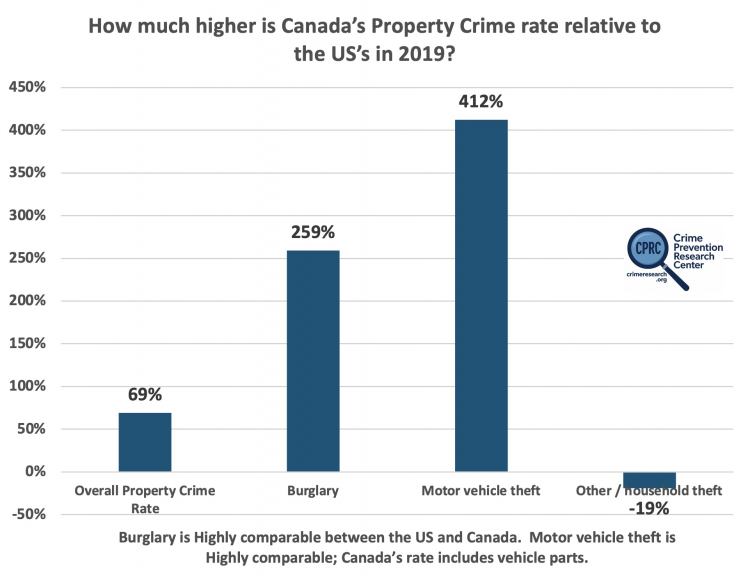 How much higher is Canada's Property Crime rate relative to
the US's in 2019?
450%
400%
350%
300%
250%
200%
150%
100%
50%
0%
-50%
69%
259%
412%
-19%
Overall Property Crime
Rate
Burglary
Motor vehicle theft
Other / household theft
CPRC
Crime
Prevention
Research
Center
crimeresearch
.org
Burglary is Highly comparable between the US and Canada.  Motor vehicle theft is
Highly comparable; Canada's rate includes vehicle parts.